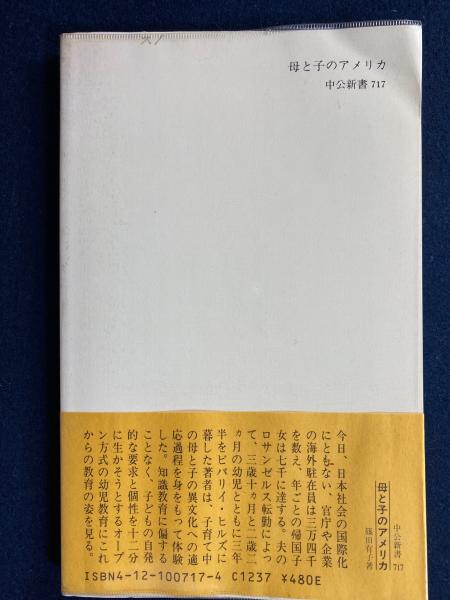 母と子のアメリカ
中公新書 717
今日、日本社会の国際化
にともない、官庁や企業
の海外駐在員は三万四千
を数え、年ごとの帰国子
女は七千に達する。夫の
ロサンゼルス転勤によっ
て、三歳十ヵ月と二歳二
ヵ月の幼児とともに三年
半をビバリイ・ヒルズに
暮した著者は、子育て中
の母と子の異文化への適
応過程を身をもって体験
した。知識教育に偏する
ことなく、子どもの自発
的な要求と個性を十二分
に生かそうとするオープ
ン方式の幼児教育にこれ
からの教育の姿を見る。
中公新書 717
母と子のアメリカ
篠田有子著
ISBN4-12-100717-4 C1237 ¥480E